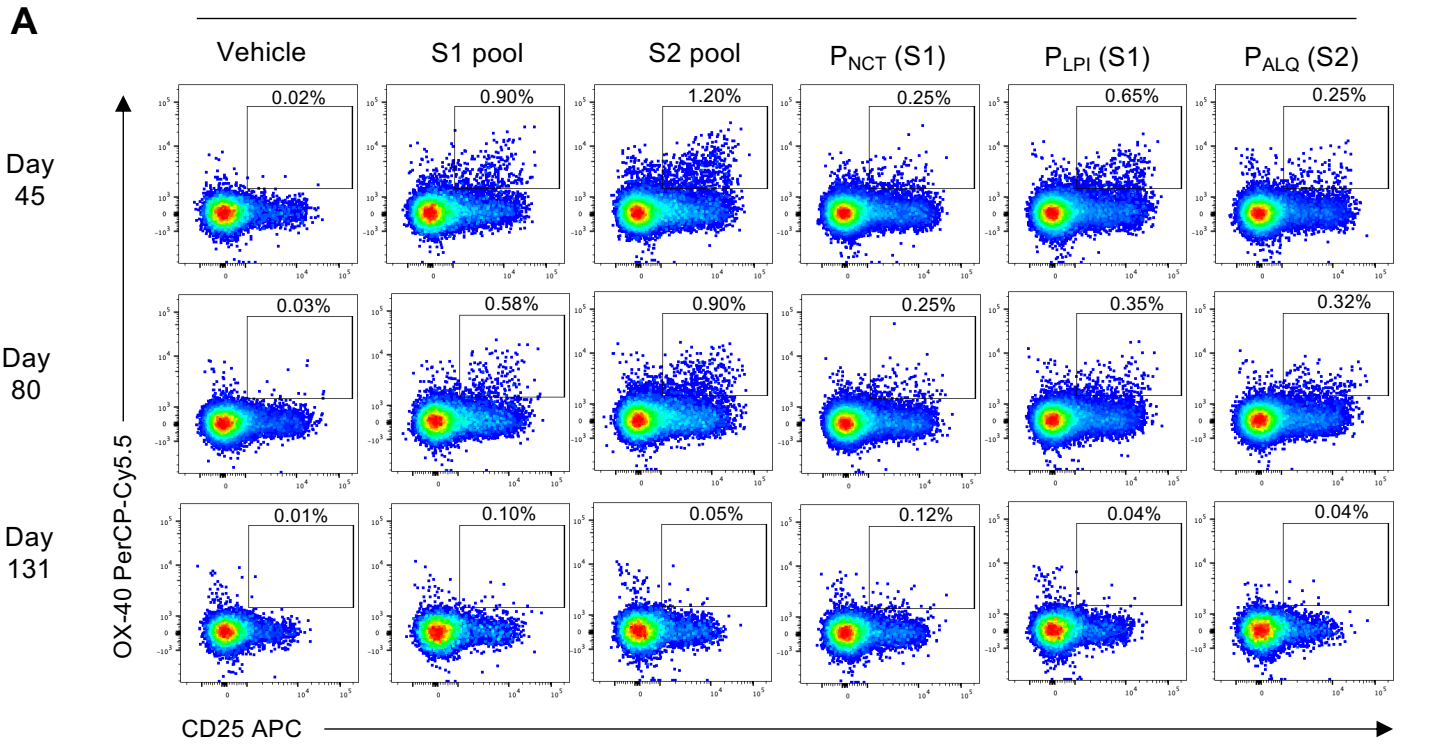 A
Vehicle S1 pool S2 pool P_NCT (S1) P_LPI (S1) P_ALQ (S2)
Day 45
0.02% 0.90% 1.20% 0.25% 0.65% 0.25%
Day 80
0.03% 0.58% 0.90% 0.25% 0.35% 0.32%
Day 131
0.01% 0.10% 0.05% 0.12% 0.04% 0.04%
OX-40 PerCP-Cy5.5
CD25 APC